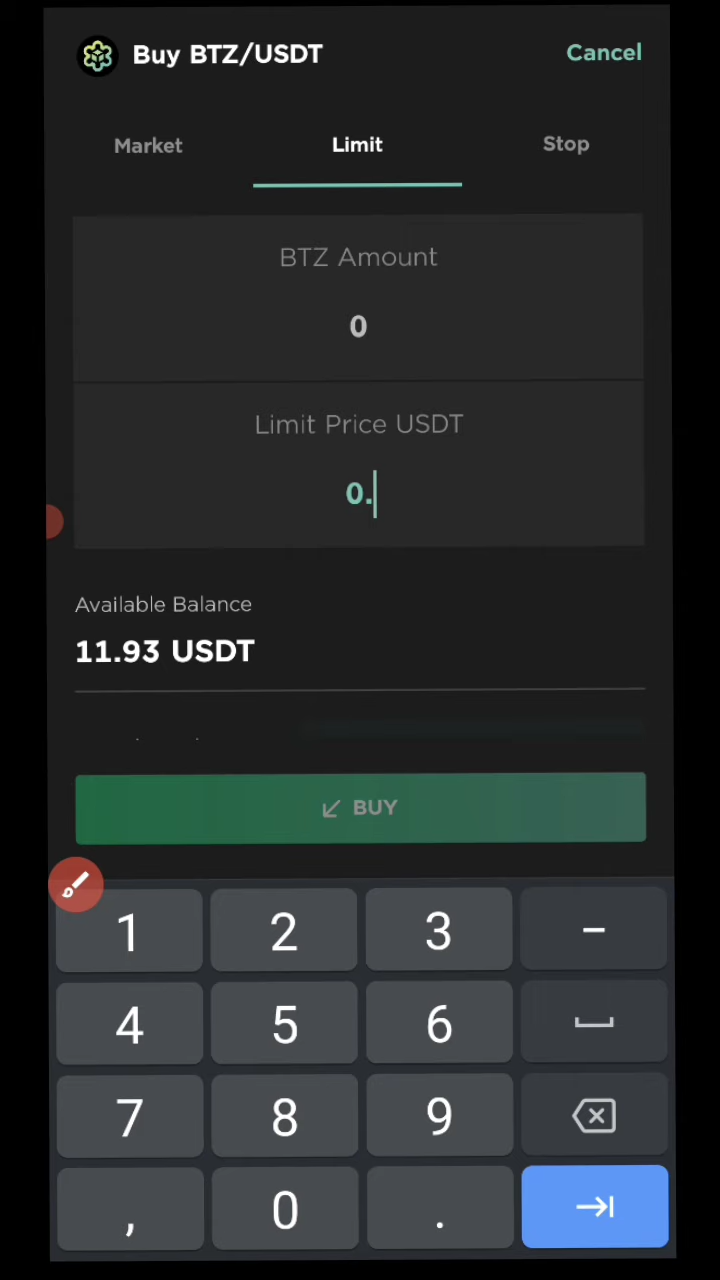 Buy BTZ/USDT
Cancel
Market
Limit
Stop
BTZ Amount
0
Limit Price USDT
0.
Available Balance
11.93 USDT
BUY
1 2 3 –
4 5 6
7 8 9
, 0 .